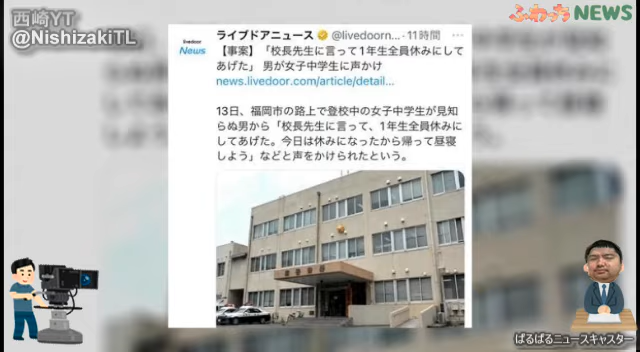 西崎YT
@NishizakiTL
ふわっちNEWS
livedoor
News
ライブドアニュース @livedoorn... ・11時間
【事案】「校長先生に言って1年生全員休みにして
あげた」 男が女子中学生に声かけ
news.livedoor.com/article/detail...
13日、福岡市の路上で登校中の女子中学生が見知
らぬ男から「校長先生に言って、1年生全員休みに
してあげた。今日は休みになったから帰って昼寝
しよう」などと声をかけられたという。
ぱるぱるニュースキャスター